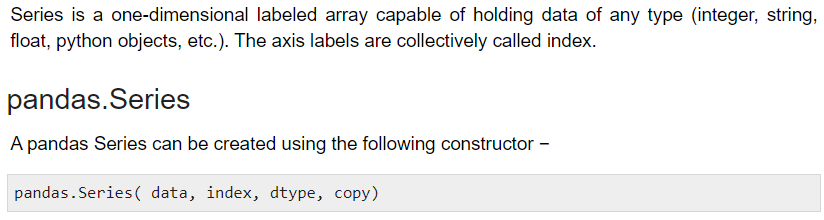 Series is a one-dimensional labeled array capable of holding data of any type (integer, string,
float, python objects, etc.). The axis labels are collectively called index.
pandas.Series
A pandas Series can be created using the following constructor −
pandas.Series( data, index, dtype, copy)